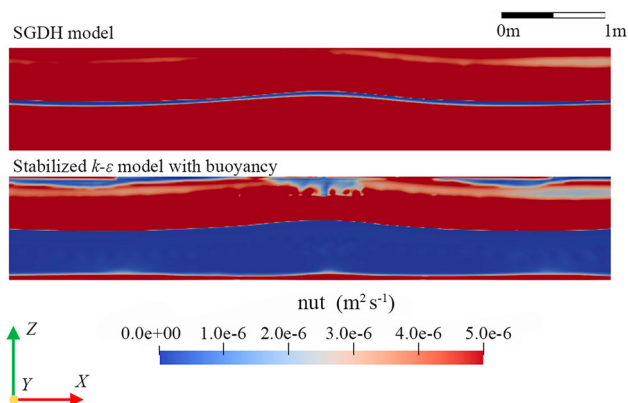 SGDH model
0m 1m
Stabilized k-ε model with buoyancy
nut (m² s⁻¹)
0.0e+00 1.0e-6 2.0e-6 3.0e-6 4.0e-6 5.0e-6
Z
Y X